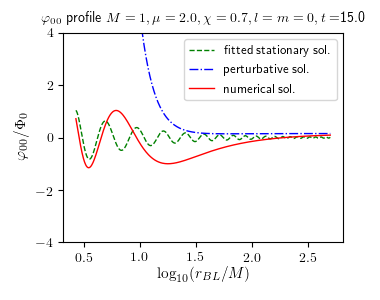 φ₀₀ profile M = 1, μ = 2.0, χ = 0.7, l = m = 0, t =15.0
fitted stationary sol.
perturbative sol.
numerical sol.
φ₀₀/Φ₀
4
2
0
−2
−4
0.5 1.0 1.5 2.0 2.5
log₁₀(r_BL/M)